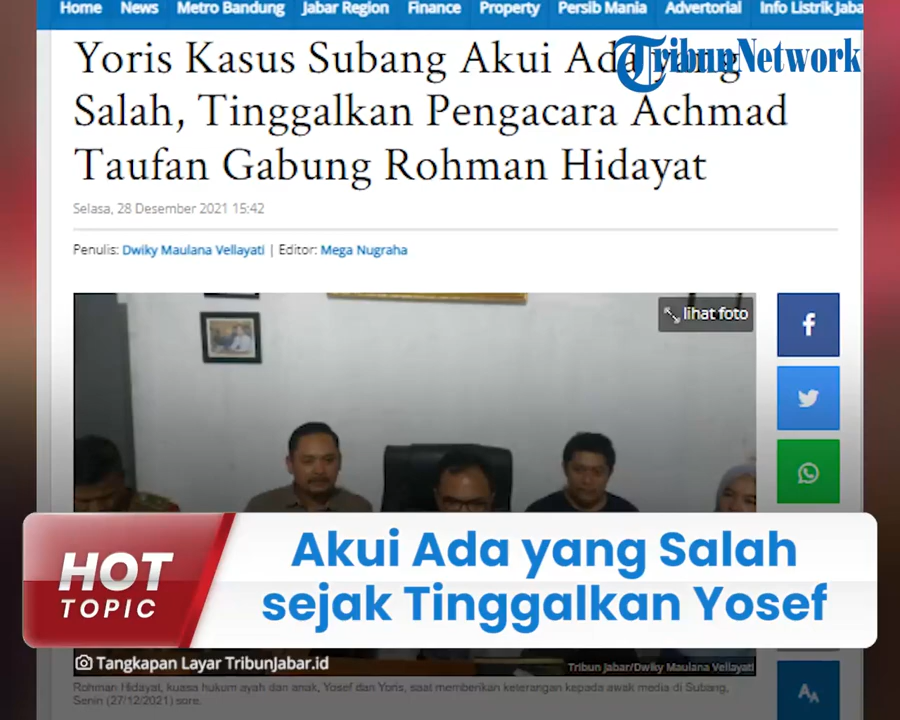 Home News Metro Bandung Jabar Region Finance Property Persib Mania Advertorial Info Listrik Jaba
TribunNetwork
Yoris Kasus Subang Akui Ada yang
Salah, Tinggalkan Pengacara Achmad
Taufan Gabung Rohman Hidayat
Selasa, 28 Desember 2021 15:42
Penulis: Dwiky Maulana Vellayati | Editor: Mega Nugraha
lihat foto
HOT
TOPIC
Akui Ada yang Salah
sejak Tinggalkan Yosef
Tangkapan Layar TribunJabar.id
Tribun Jabar/Dwiky Maulana Vellayati
Rohman Hidayat, kuasa hukum ayah dan anak, Yosef dan Yoris, saat memberikan keterangan kepada awak media di Subang,
Senin (27/12/2021) sore.
AA